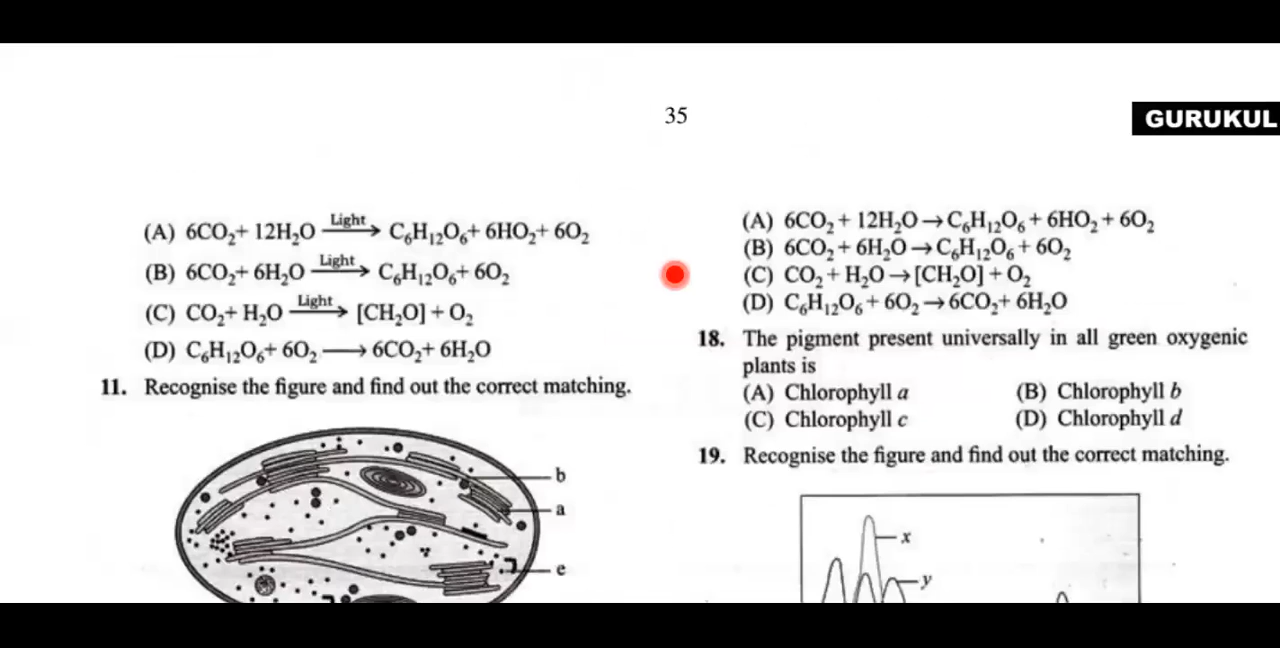 35
GURUKUL
(A) 6CO₂+ 12H₂O —Light→ C₆H₁₂O₆+ 6HO₂+ 6O₂
(B) 6CO₂+ 6H₂O —Light→ C₆H₁₂O₆+ 6O₂
(C) CO₂+ H₂O —Light→ [CH₂O] + O₂
(D) C₆H₁₂O₆+ 6O₂ ⟶ 6CO₂+ 6H₂O
11. Recognise the figure and find out the correct matching.
b
a
e
(A) 6CO₂ + 12H₂O → C₆H₁₂O₆ + 6HO₂ + 6O₂
(B) 6CO₂ + 6H₂O → C₆H₁₂O₆ + 6O₂
(C) CO₂ + H₂O → [CH₂O] + O₂
(D) C₆H₁₂O₆ + 6O₂ → 6CO₂+ 6H₂O
18. The pigment present universally in all green oxygenic
plants is
(A) Chlorophyll a (B) Chlorophyll b
(C) Chlorophyll c (D) Chlorophyll d
19. Recognise the figure and find out the correct matching.
x
y